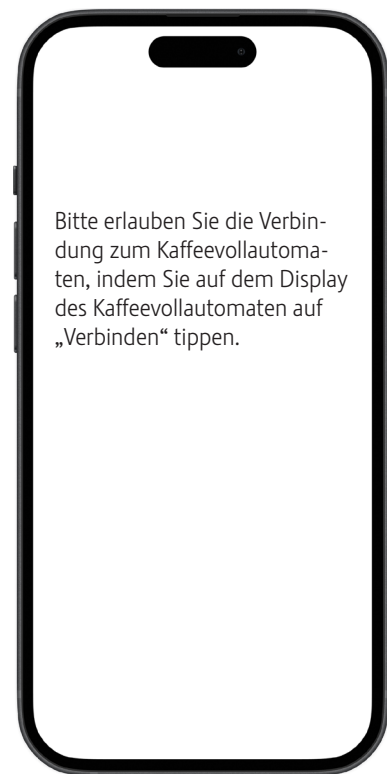 Bitte erlauben Sie die Verbin-
dung zum Kaffeevollautoma-
ten, indem Sie auf dem Display
des Kaffeevollautomaten auf
„Verbinden“ tippen.